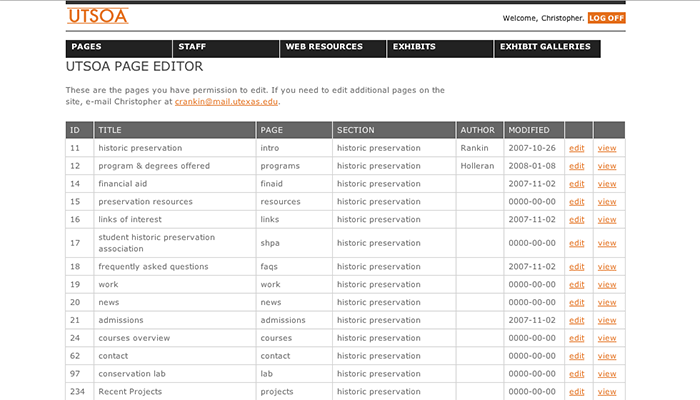 UTSOA
Welcome, Christopher. LOG OFF
PAGES STAFF WEB RESOURCES EXHIBITS EXHIBIT GALLERIES
UTSOA PAGE EDITOR
These are the pages you have permission to edit. If you need to edit additional pages on the
site, e-mail Christopher at crankin@mail.utexas.edu.
ID TITLE PAGE SECTION AUTHOR MODIFIED
11 historic preservation intro historic preservation Rankin 2007-10-26 edit view
12 program & degrees offered programs historic preservation Holleran 2008-01-08 edit view
14 financial aid finaid historic preservation 2007-11-02 edit view
15 preservation resources resources historic preservation 0000-00-00 edit view
16 links of interest links historic preservation 2007-11-02 edit view
17 student historic preservation
association shpa historic preservation 0000-00-00 edit view
18 frequently asked questions faqs historic preservation 2007-11-02 edit view
19 work work historic preservation 0000-00-00 edit view
20 news news historic preservation 0000-00-00 edit view
21 admissions admissions historic preservation 2007-11-02 edit view
24 courses overview courses historic preservation 0000-00-00 edit view
62 contact contact historic preservation 0000-00-00 edit view
97 conservation lab lab historic preservation 0000-00-00 edit view
234 Recent Projects projects historic preservation 0000-00-00 edit view